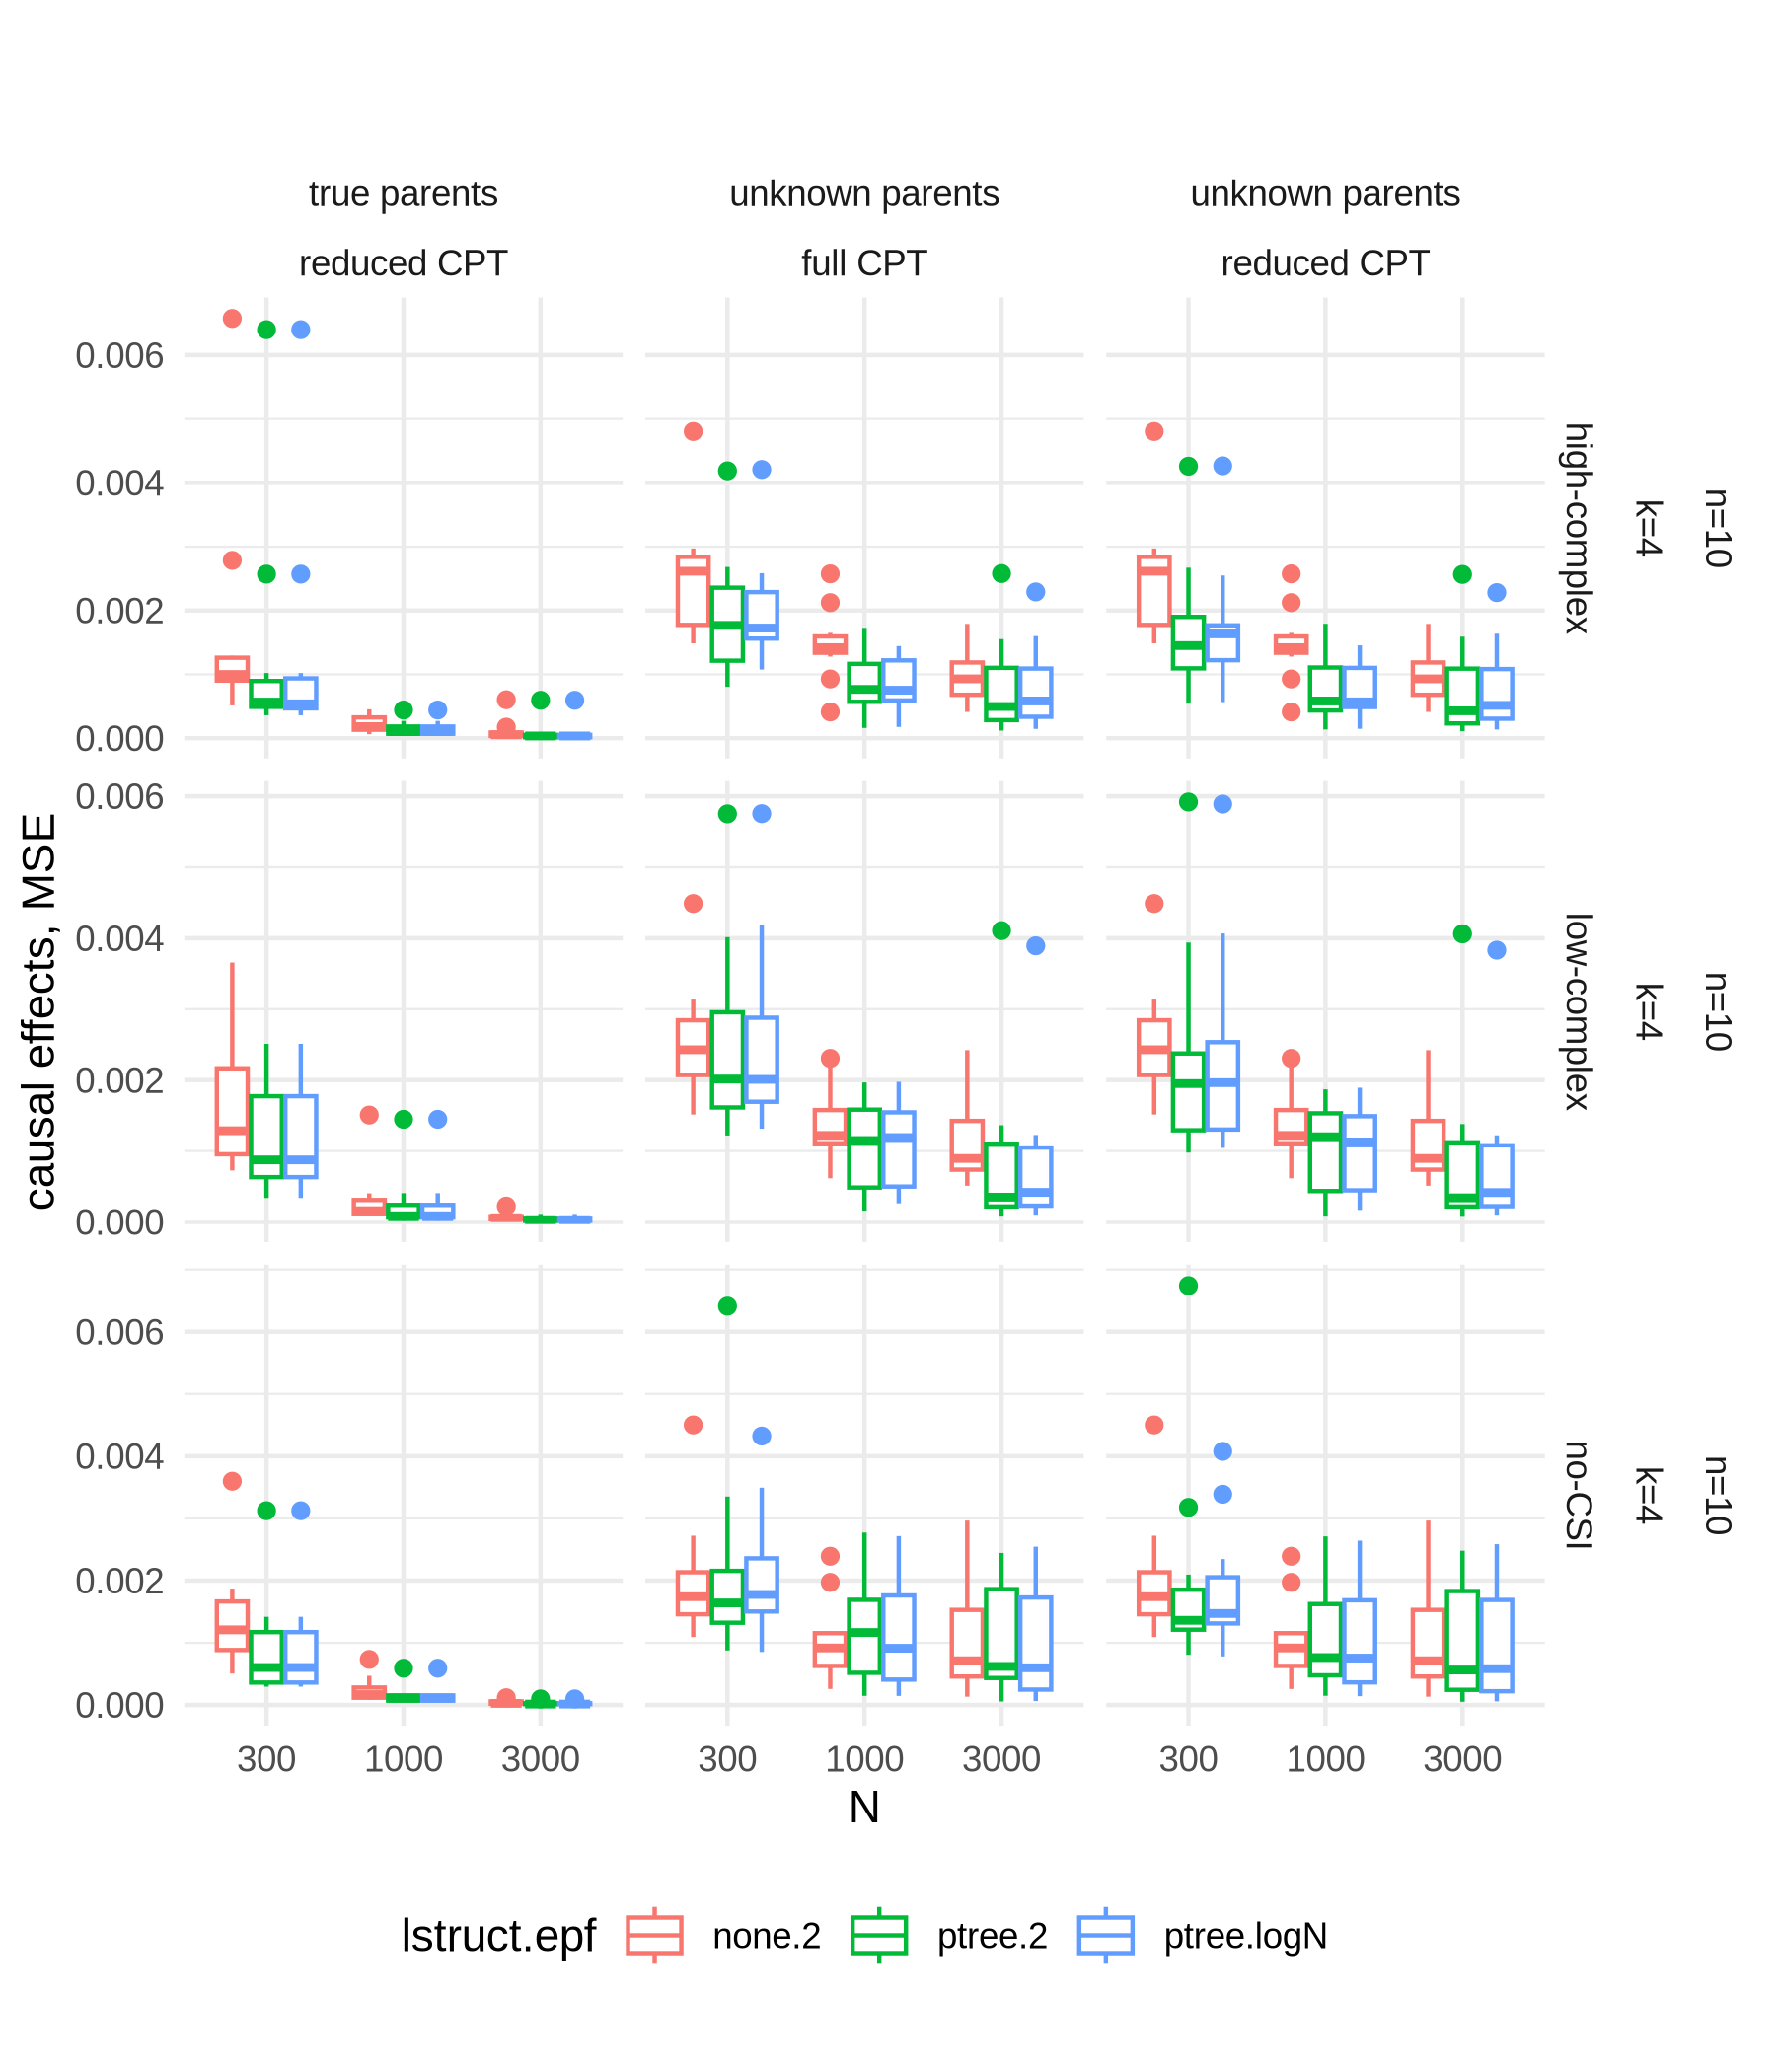 true parents
unknown parents
unknown parents
reduced CPT
full CPT
reduced CPT
0.006
0.004
0.002
0.000
high-complex
k=4
n=10
causal effects, MSE
0.006
0.004
0.002
0.000
low-complex
k=4
n=10
0.006
0.004
0.002
0.000
no-CSI
k=4
n=10
300 1000 3000
300 1000 3000
300 1000 3000
N
lstruct.epf none.2 ptree.2 ptree.logN